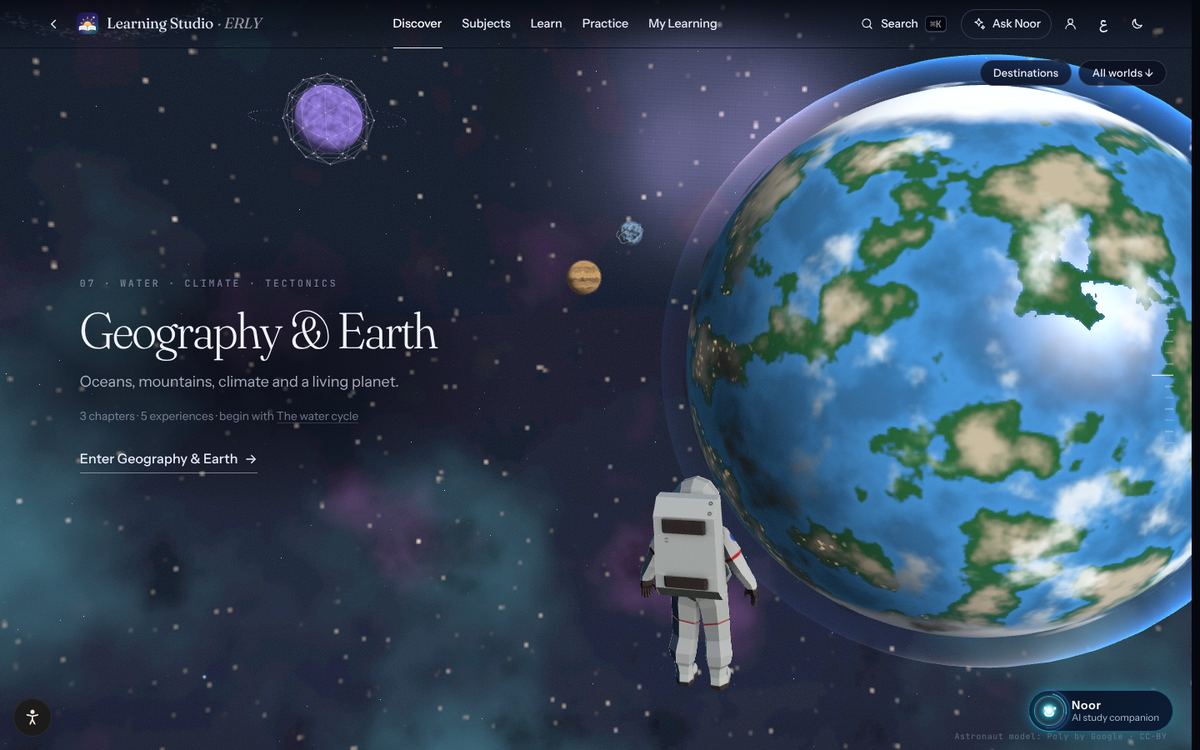 Learning Studio · ERLY
Discover Subjects Learn Practice My Learning
Search ⌘K Ask Noor ع
Destinations All worlds ↓
07 · WATER · CLIMATE · TECTONICS
Geography & Earth
Oceans, mountains, climate and a living planet.
3 chapters · 5 experiences · begin with The water cycle
Enter Geography & Earth →
Noor
AI study companion
Astronaut model: Poly by Google · CC-BY